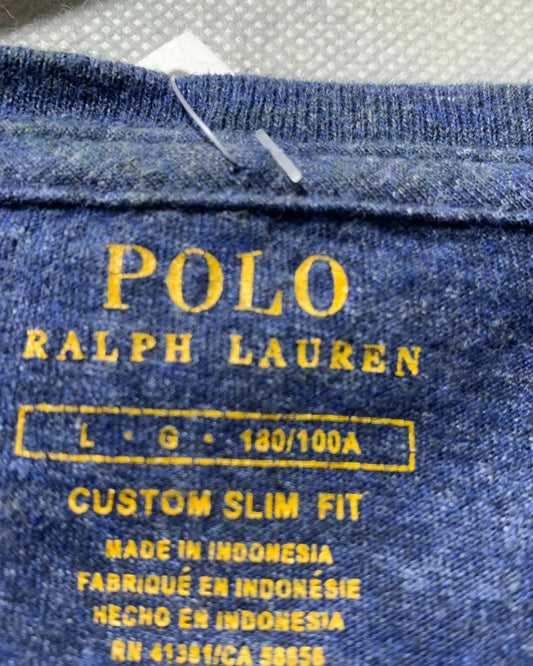 POLO
RALPH LAUREN
L • G • 180/100A
CUSTOM SLIM FIT
MADE IN INDONESIA
FABRIQUÉ EN INDONÉSIE
HECHO EN INDONESIA
RN 41381/CA 58656